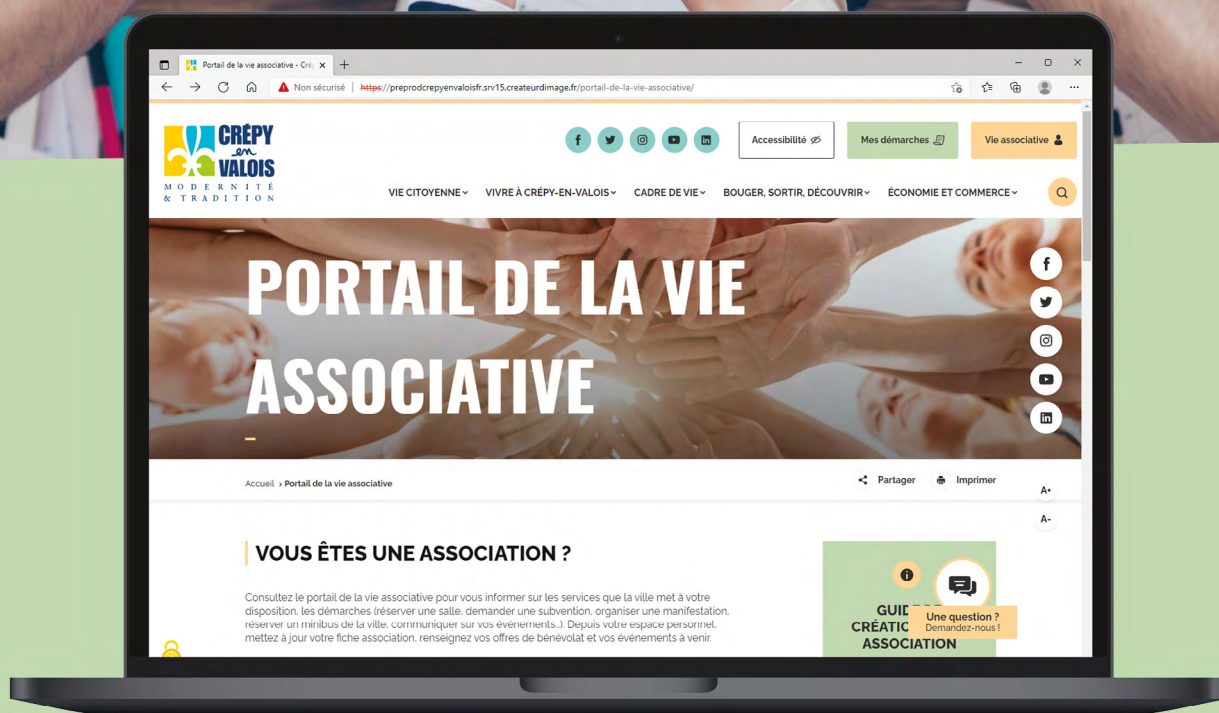 Portail de la vie associative - Cré
Non sécurisé | https://preprodcrepyenvaloisfr.srv15.createurdimage.fr/portail-de-la-vie-associative/
CRÉPY
en
VALOIS
MODERNITÉ
& TRADITION
Accessibilité
Mes démarches
Vie associative
VIE CITOYENNE
VIVRE À CRÉPY-EN-VALOIS
CADRE DE VIE
BOUGER, SORTIR, DÉCOUVRIR
ÉCONOMIE ET COMMERCE
PORTAIL DE LA VIE
ASSOCIATIVE
Accueil > Portail de la vie associative
Partager
Imprimer
A+
A-
VOUS ÊTES UNE ASSOCIATION ?
Consultez le portail de la vie associative pour vous informer sur les services que la ville met à votre
disposition, les démarches (réserver une salle, demander une subvention, organiser une manifestation,
réserver un minibus de la ville, communiquer sur vos événements...). Depuis votre espace personnel,
mettez à jour votre fiche association, renseignez vos offres de bénévolat et vos événements à venir.
CRÉATIO
ASSOCIATION
Une question ?
Demandez-nous !